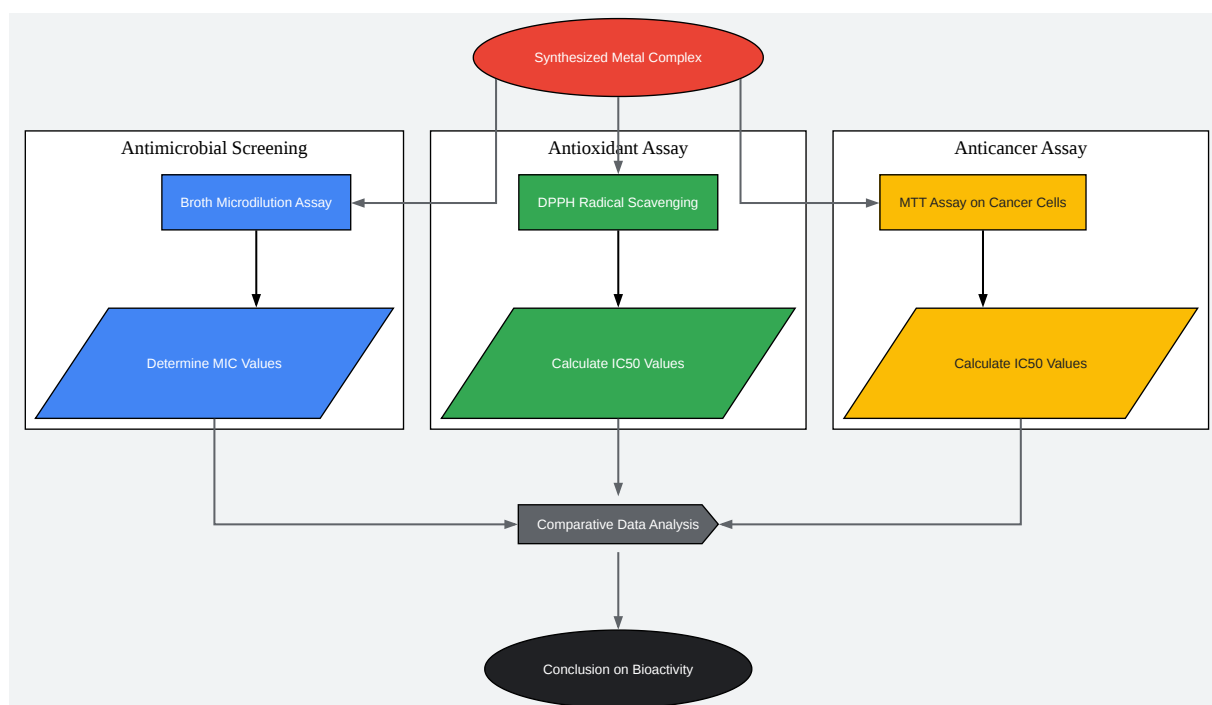 Synthesized Metal Complex
Antimicrobial Screening
Antioxidant Assay
Anticancer Assay
Broth Microdilution Assay
DPPH Radical Scavenging
MTT Assay on Cancer Cells
Determine MIC Values
Calculate IC50 Values
Calculate IC50 Values
Comparative Data Analysis
Conclusion on Bioactivity